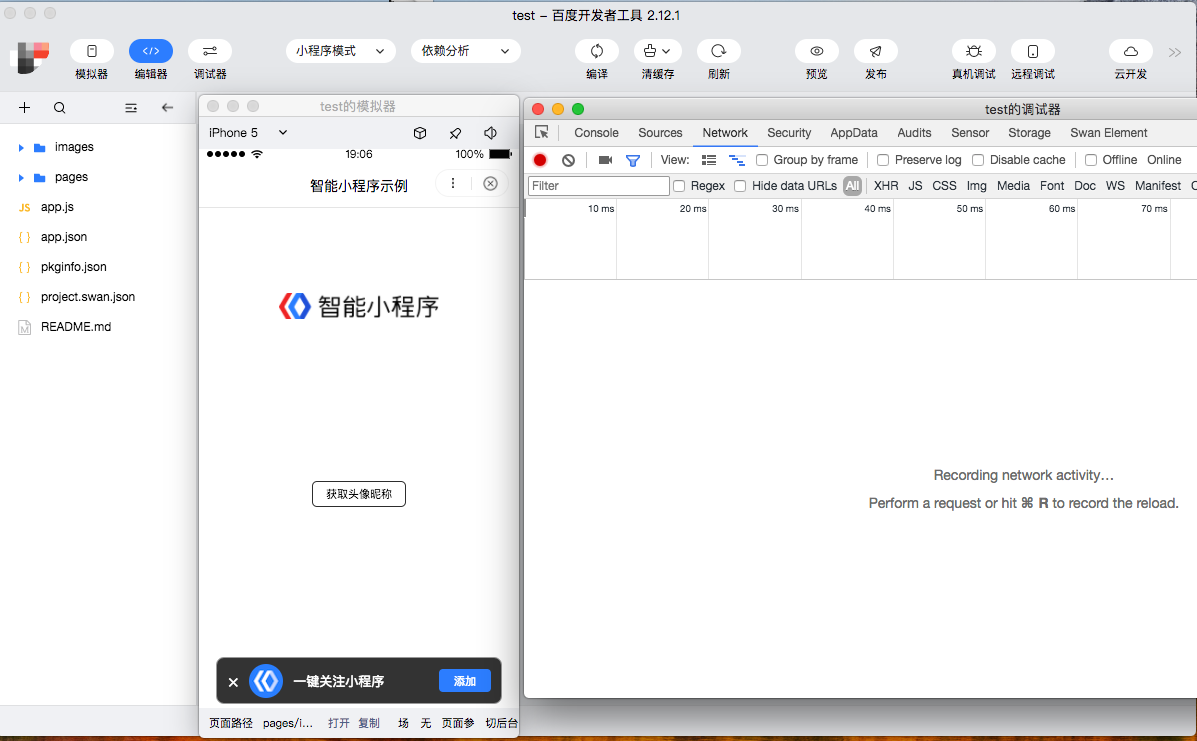 test – 百度开发者工具 2.12.1
模拟器
编辑器
调试器
小程序模式
依赖分析
编译
清缓存
刷新
预览
发布
真机调试
远程调试
云开发
images
pages
JS app.js
{ } app.json
{ } pkginfo.json
{ } project.swan.json
M README.md
test的模拟器
iPhone 5
19:06
100%
智能小程序示例
智能小程序
获取头像昵称
一键关注小程序
添加
页面路径 pages/i... 打开 复制 场 无 页面参 切后台
test的调试器
Console Sources Network Security AppData Audits Sensor Storage Swan Element
View: Group by frame Preserve log Disable cache Offline Online
Filter Regex Hide data URLs All XHR JS CSS Img Media Font Doc WS Manifest
10 ms 20 ms 30 ms 40 ms 50 ms 60 ms 70 ms
Recording network activity…
Perform a request or hit ⌘ R to record the reload.